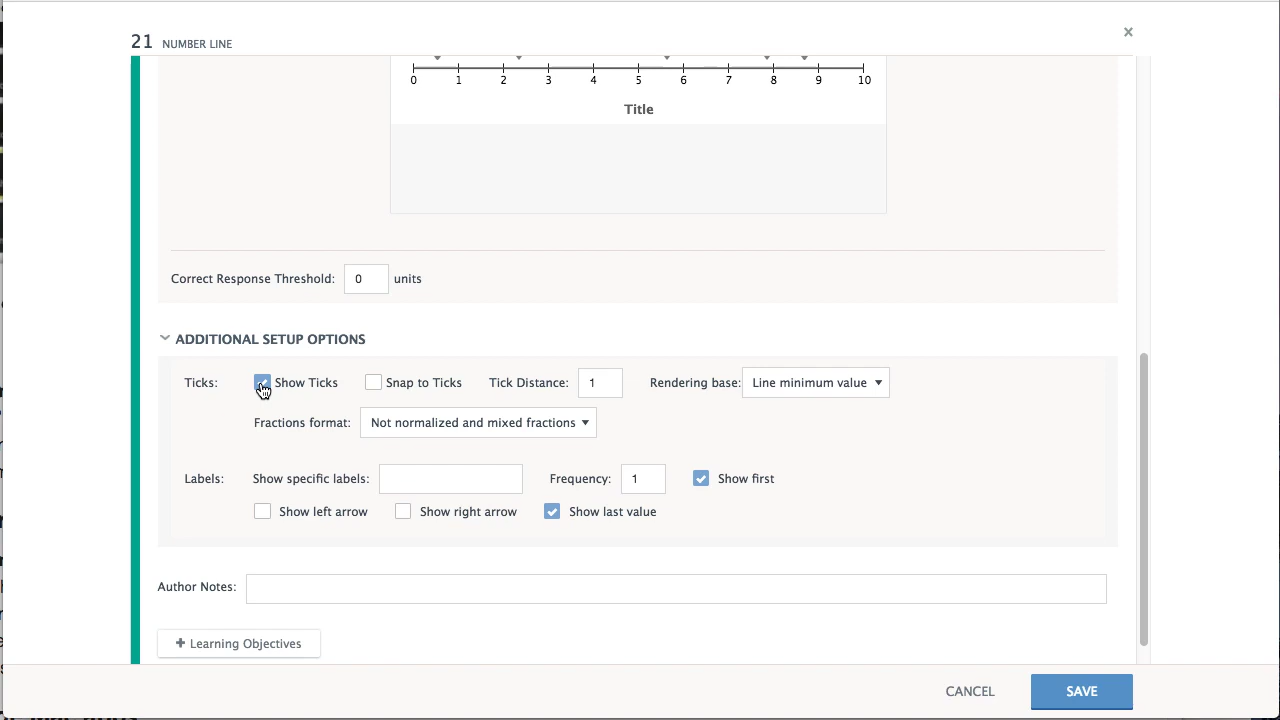 21 NUMBER LINE
×
0 1 2 3 4 5 6 7 8 9 10
Title
Correct Response Threshold: 0 units
ADDITIONAL SETUP OPTIONS
Ticks: Show Ticks Snap to Ticks Tick Distance: 1 Rendering base: Line minimum value
Fractions format: Not normalized and mixed fractions
Labels: Show specific labels: Frequency: 1 Show first
Show left arrow Show right arrow Show last value
Author Notes:
+ Learning Objectives
CANCEL SAVE